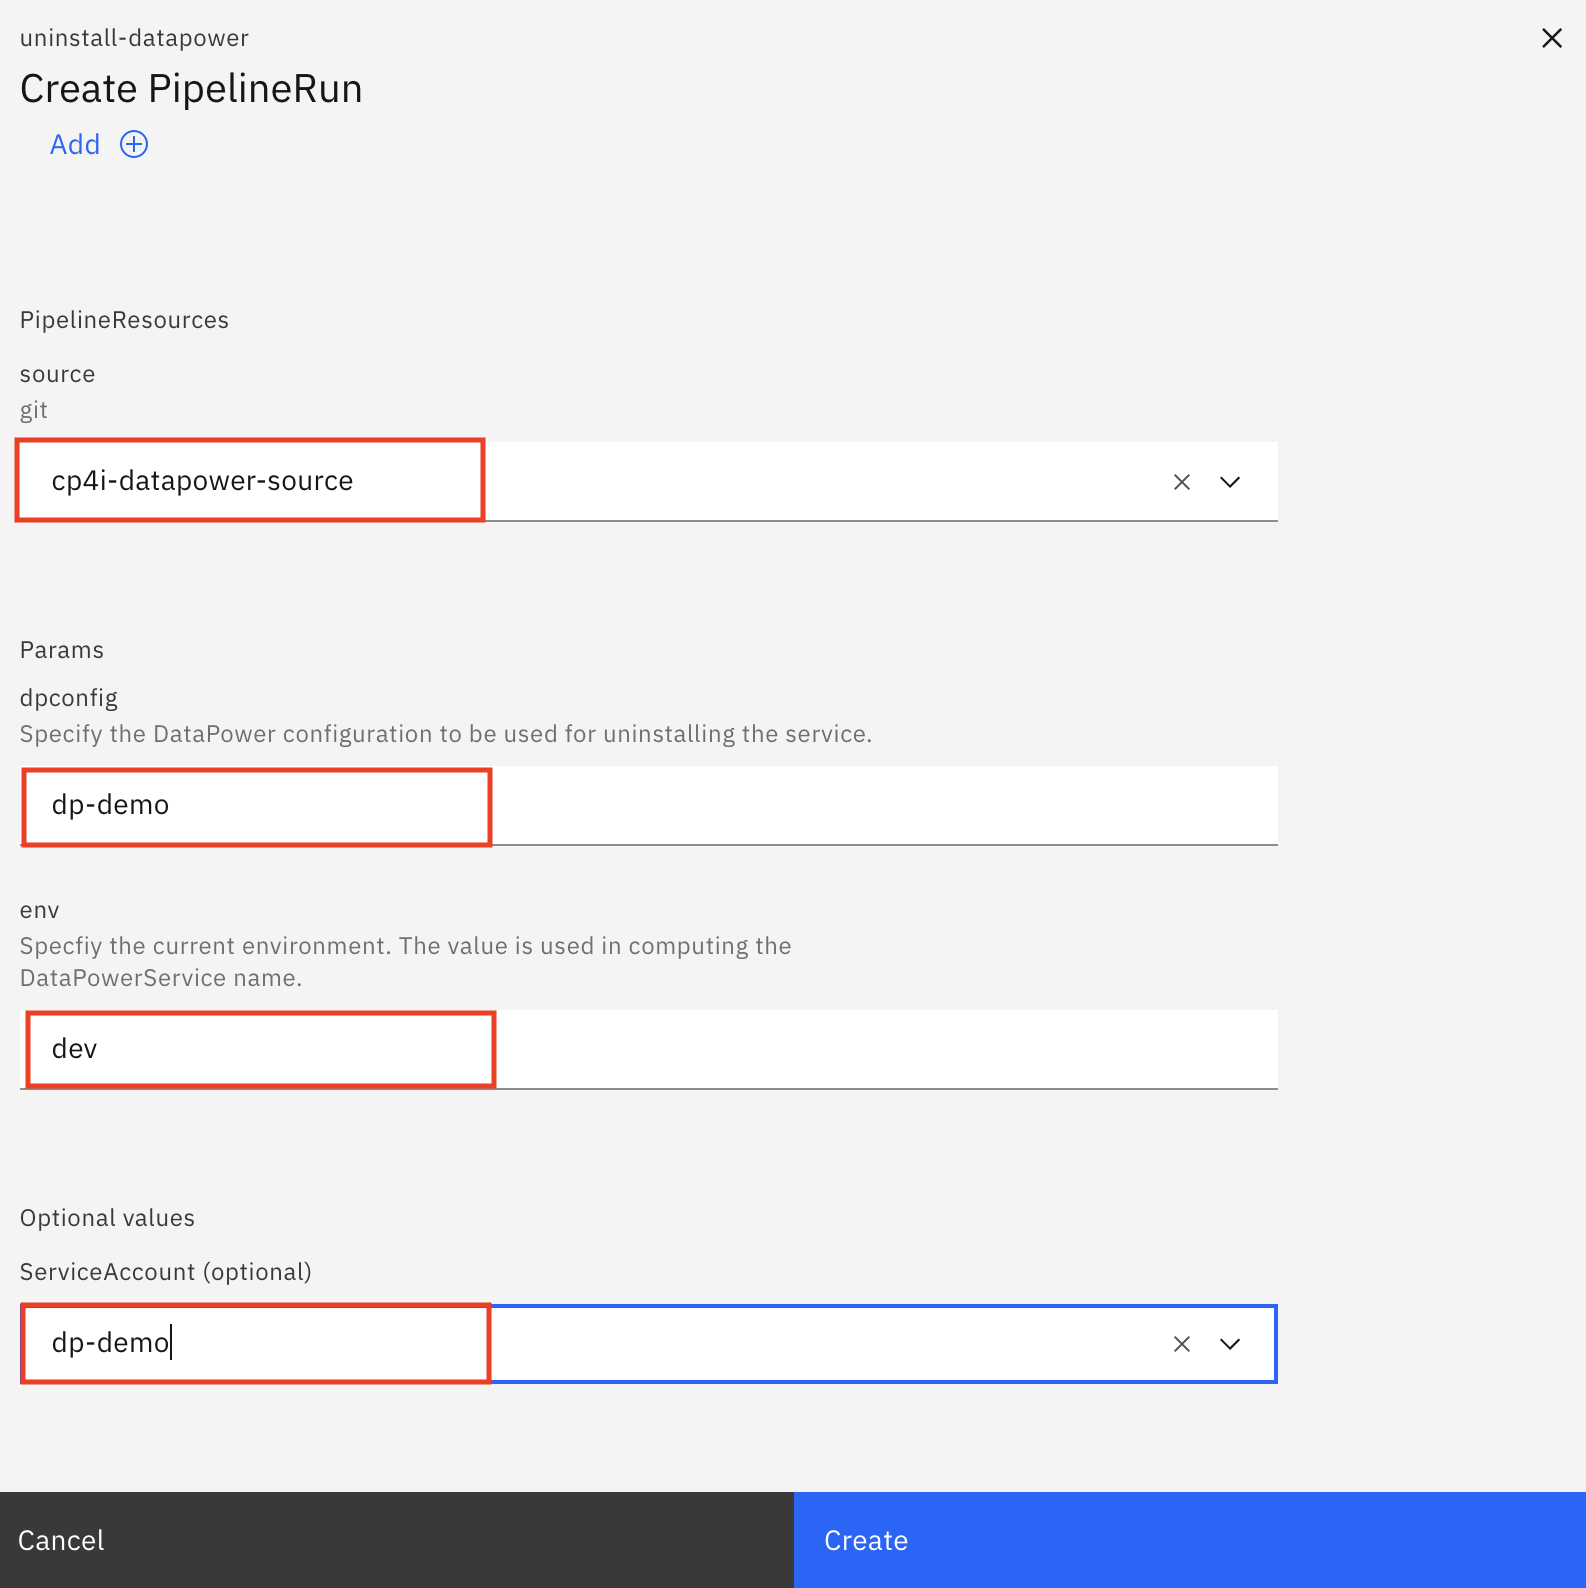 uninstall-datapower
Create PipelineRun
Add
PipelineResources
source
git
cp4i-datapower-source
Params
dpconfig
Specify the DataPower configuration to be used for uninstalling the service.
dp-demo
env
Specfiy the current environment. The value is used in computing the
DataPowerService name.
dev
Optional values
ServiceAccount (optional)
dp-demo
Cancel
Create